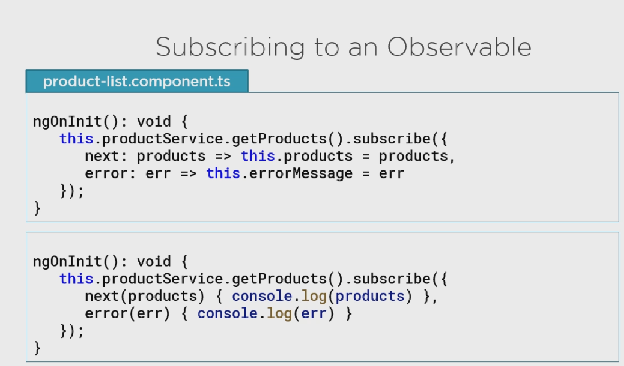 Subscribing to an Observable
product-list.component.ts
ngOnInit(): void {
   this.productService.getProducts().subscribe({
      next: products => this.products = products,
      error: err => this.errorMessage = err
   });
}
ngOnInit(): void {
   this.productService.getProducts().subscribe({
      next(products) { console.log(products) },
      error(err) { console.log(err) }
   });
}